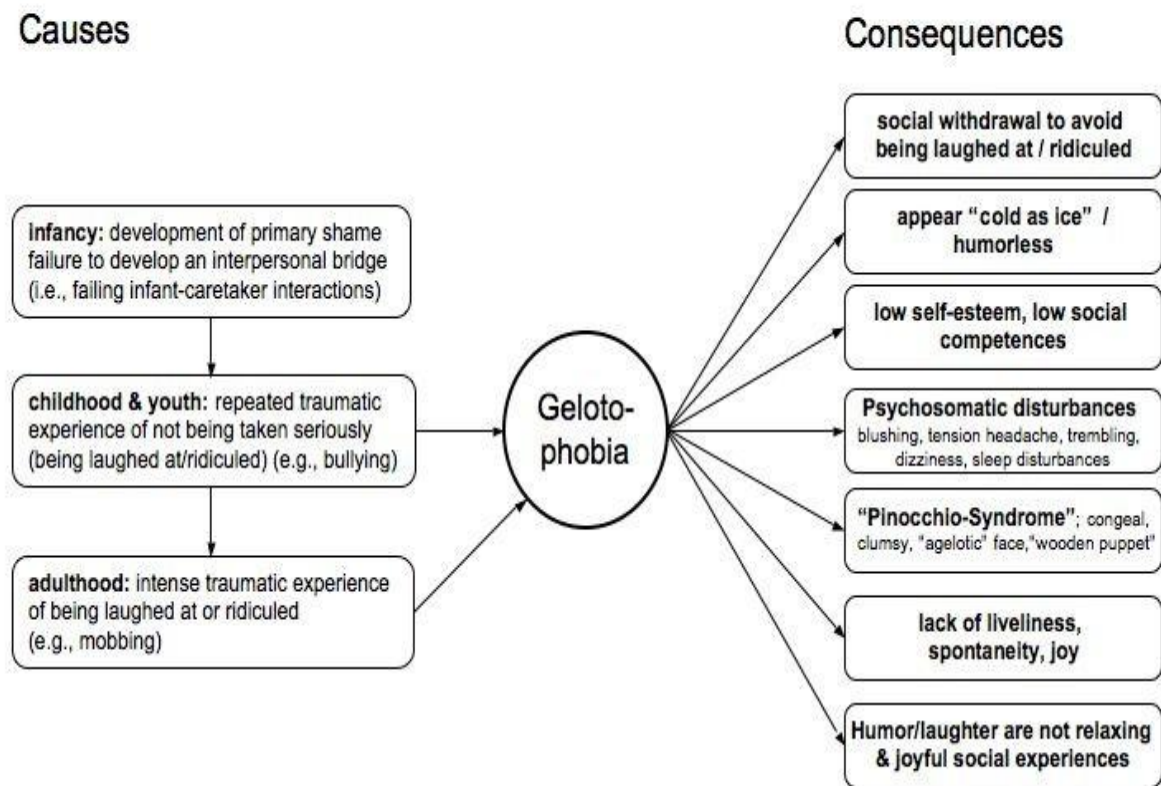 Causes
Consequences
infancy: development of primary shame
failure to develop an interpersonal bridge
(i.e., failing infant-caretaker interactions)
childhood & youth: repeated traumatic
experience of not being taken seriously
(being laughed at/ridiculed) (e.g., bullying)
adulthood: intense traumatic experience
of being laughed at or ridiculed
(e.g., mobbing)
Geloto-
phobia
social withdrawal to avoid
being laughed at / ridiculed
appear “cold as ice” /
humorless
low self-esteem, low social
competences
Psychosomatic disturbances
blushing, tension headache, trembling,
dizziness, sleep disturbances
“Pinocchio-Syndrome”; congeal,
clumsy, “agelotic” face,“wooden puppet”
lack of liveliness,
spontaneity, joy
Humor/laughter are not relaxing
& joyful social experiences